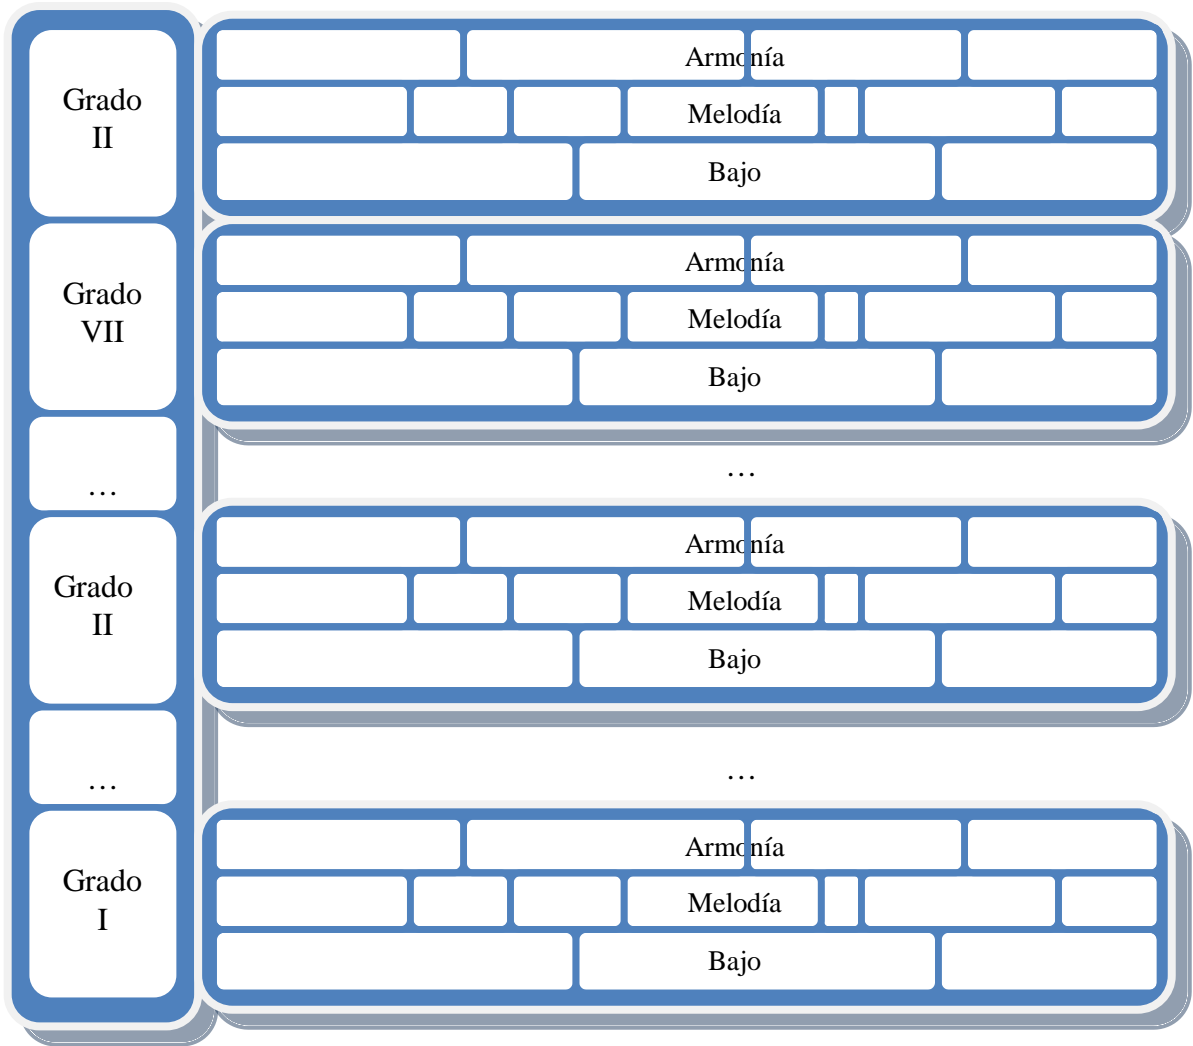 Grado
II
Armonía
Melodía
Bajo
Grado
VII
Armonía
Melodía
Bajo
…
…
Grado
II
Armonía
Melodía
Bajo
…
…
Grado
I
Armonía
Melodía
Bajo